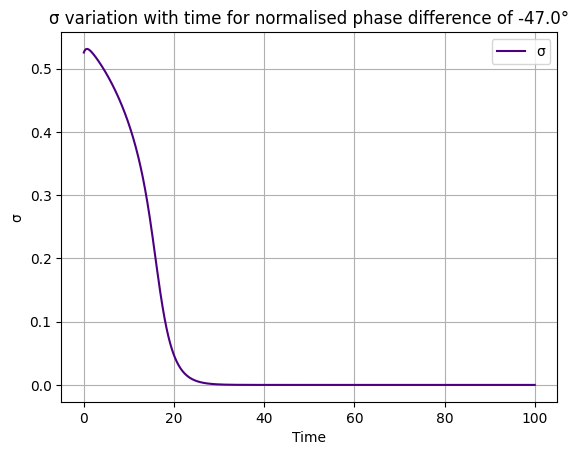 σ variation with time for normalised phase difference of -47.0°
σ
0.5
0.4
0.3
0.2
0.1
0.0
σ
0 20 40 60 80 100
Time